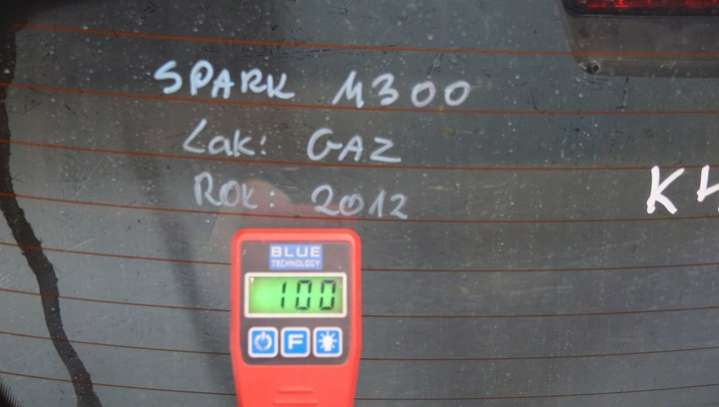 SPARK M300
Lak: GAZ
Rok: 2012
BLUE
TECHNOLOGY
100
F